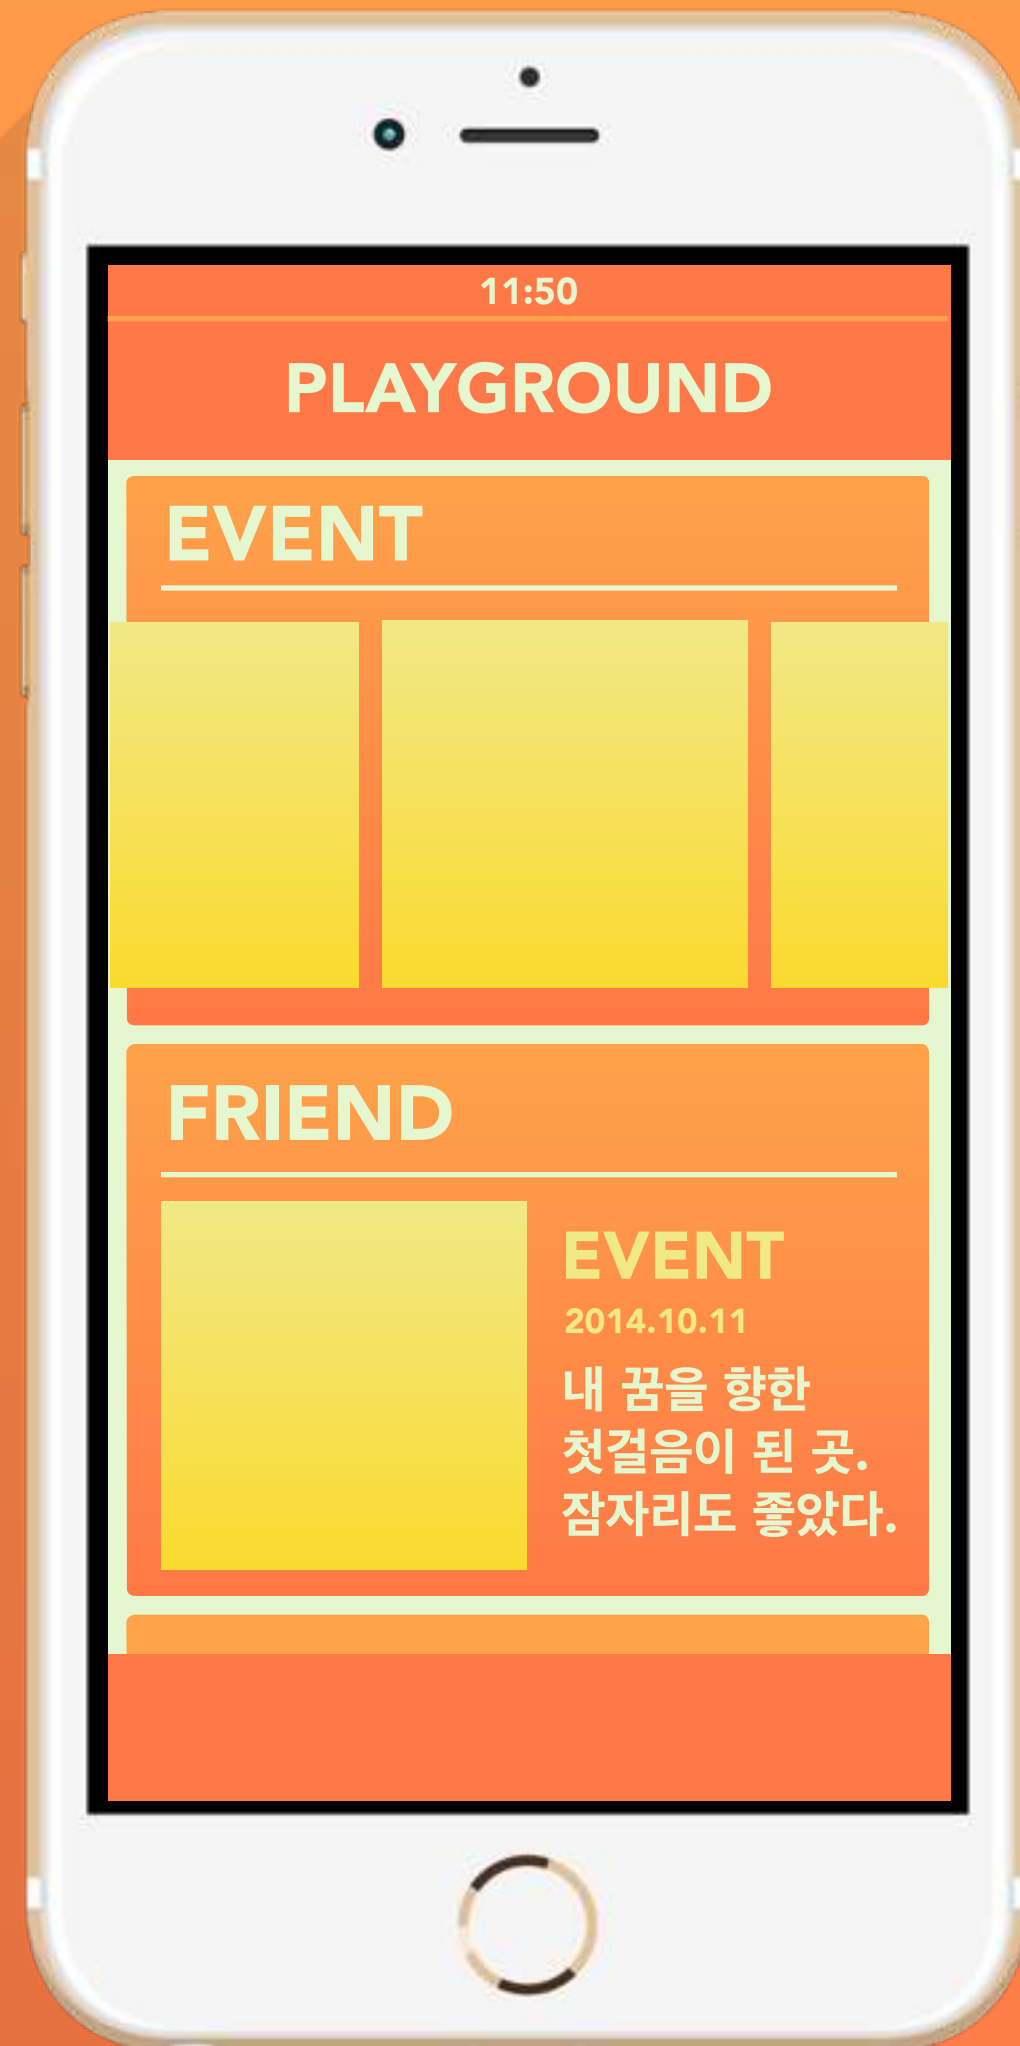 11:50
PLAYGROUND
EVENT
FRIEND
EVENT
2014.10.11
내 꿈을 향한
첫걸음이 된 곳.
잠자리도 좋았다.